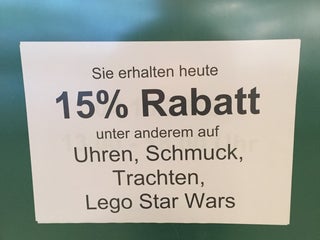 Sie erhalten heute
15% Rabatt
unter anderem auf
Uhren, Schmuck,
Trachten,
Lego Star Wars